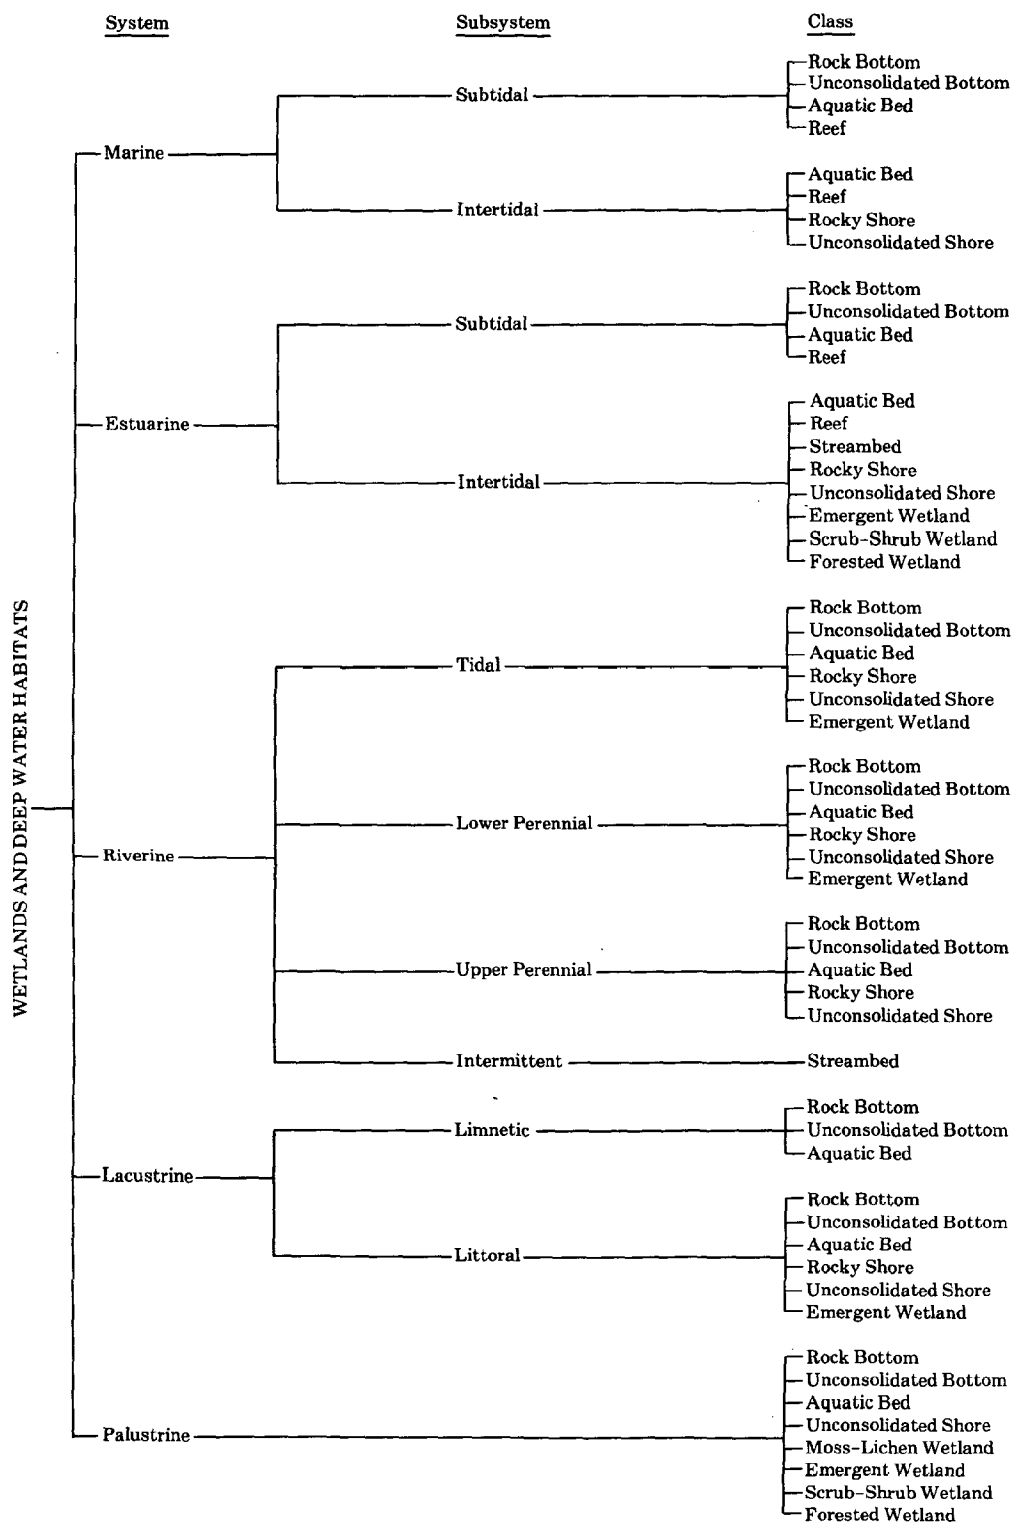 System Subsystem Class
WETLANDS AND DEEP WATER HABITATS
Marine
Subtidal
Rock Bottom
Unconsolidated Bottom
Aquatic Bed
Reef
Intertidal
Aquatic Bed
Reef
Rocky Shore
Unconsolidated Shore
Estuarine
Subtidal
Rock Bottom
Unconsolidated Bottom
Aquatic Bed
Reef
Intertidal
Aquatic Bed
Reef
Streambed
Rocky Shore
Unconsolidated Shore
Emergent Wetland
Scrub-Shrub Wetland
Forested Wetland
Riverine
Tidal
Rock Bottom
Unconsolidated Bottom
Aquatic Bed
Rocky Shore
Unconsolidated Shore
Emergent Wetland
Lower Perennial
Rock Bottom
Unconsolidated Bottom
Aquatic Bed
Rocky Shore
Unconsolidated Shore
Emergent Wetland
Upper Perennial
Rock Bottom
Unconsolidated Bottom
Aquatic Bed
Rocky Shore
Unconsolidated Shore
Intermittent
Streambed
Lacustrine
Limnetic
Rock Bottom
Unconsolidated Bottom
Aquatic Bed
Littoral
Rock Bottom
Unconsolidated Bottom
Aquatic Bed
Rocky Shore
Unconsolidated Shore
Emergent Wetland
Palustrine
Rock Bottom
Unconsolidated Bottom
Aquatic Bed
Unconsolidated Shore
Moss-Lichen Wetland
Emergent Wetland
Scrub-Shrub Wetland
Forested Wetland